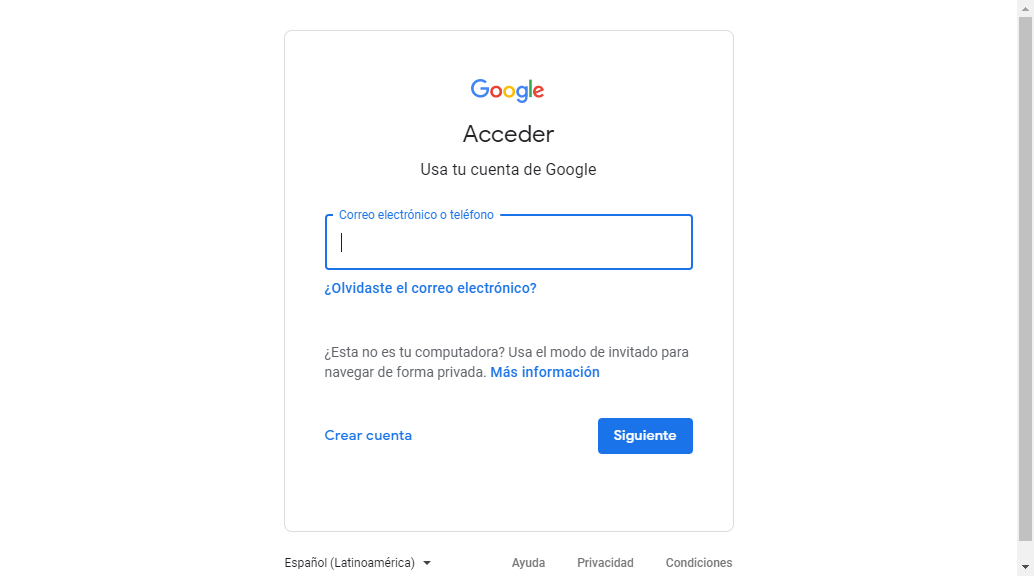 Google
Acceder
Usa tu cuenta de Google
Correo electrónico o teléfono
¿Olvidaste el correo electrónico?
¿Esta no es tu computadora? Usa el modo de invitado para
navegar de forma privada. Más información
Crear cuenta
Siguiente
Español (Latinoamérica)
Ayuda
Privacidad
Condiciones